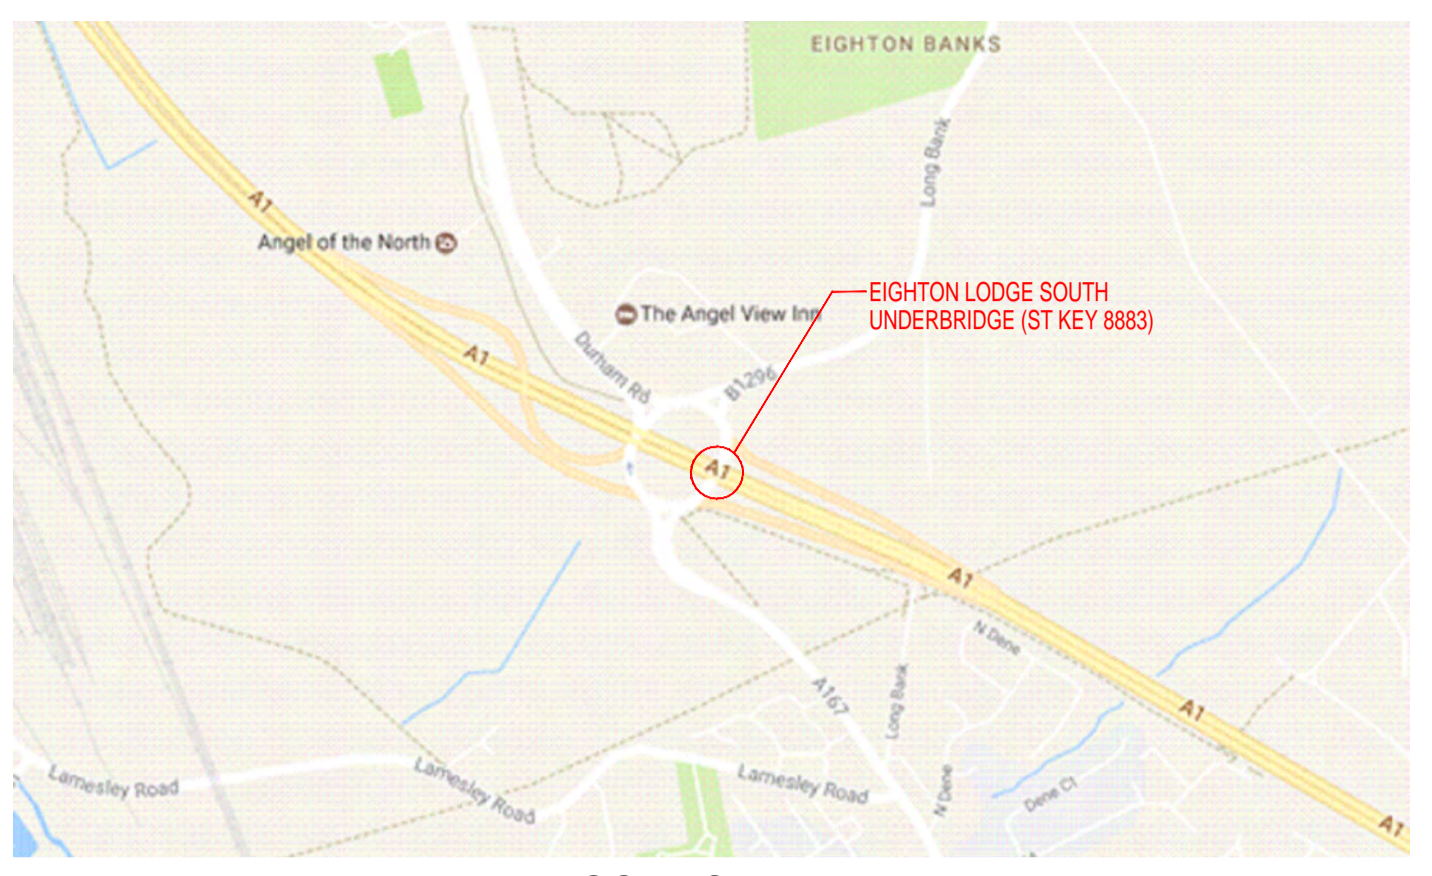 EIGHTON BANKS
Long Bank
A1
Angel of the North
EIGHTON LODGE SOUTH
UNDERBRIDGE (ST KEY 8883)
The Angel View Inn
Durham Rd
A1
B1296
A1
A1
N Dene
A167
Long Bank
A1
Lamesley Road
Lamesley Road
Lamesley Road
N Dene
Dene Ct
A1